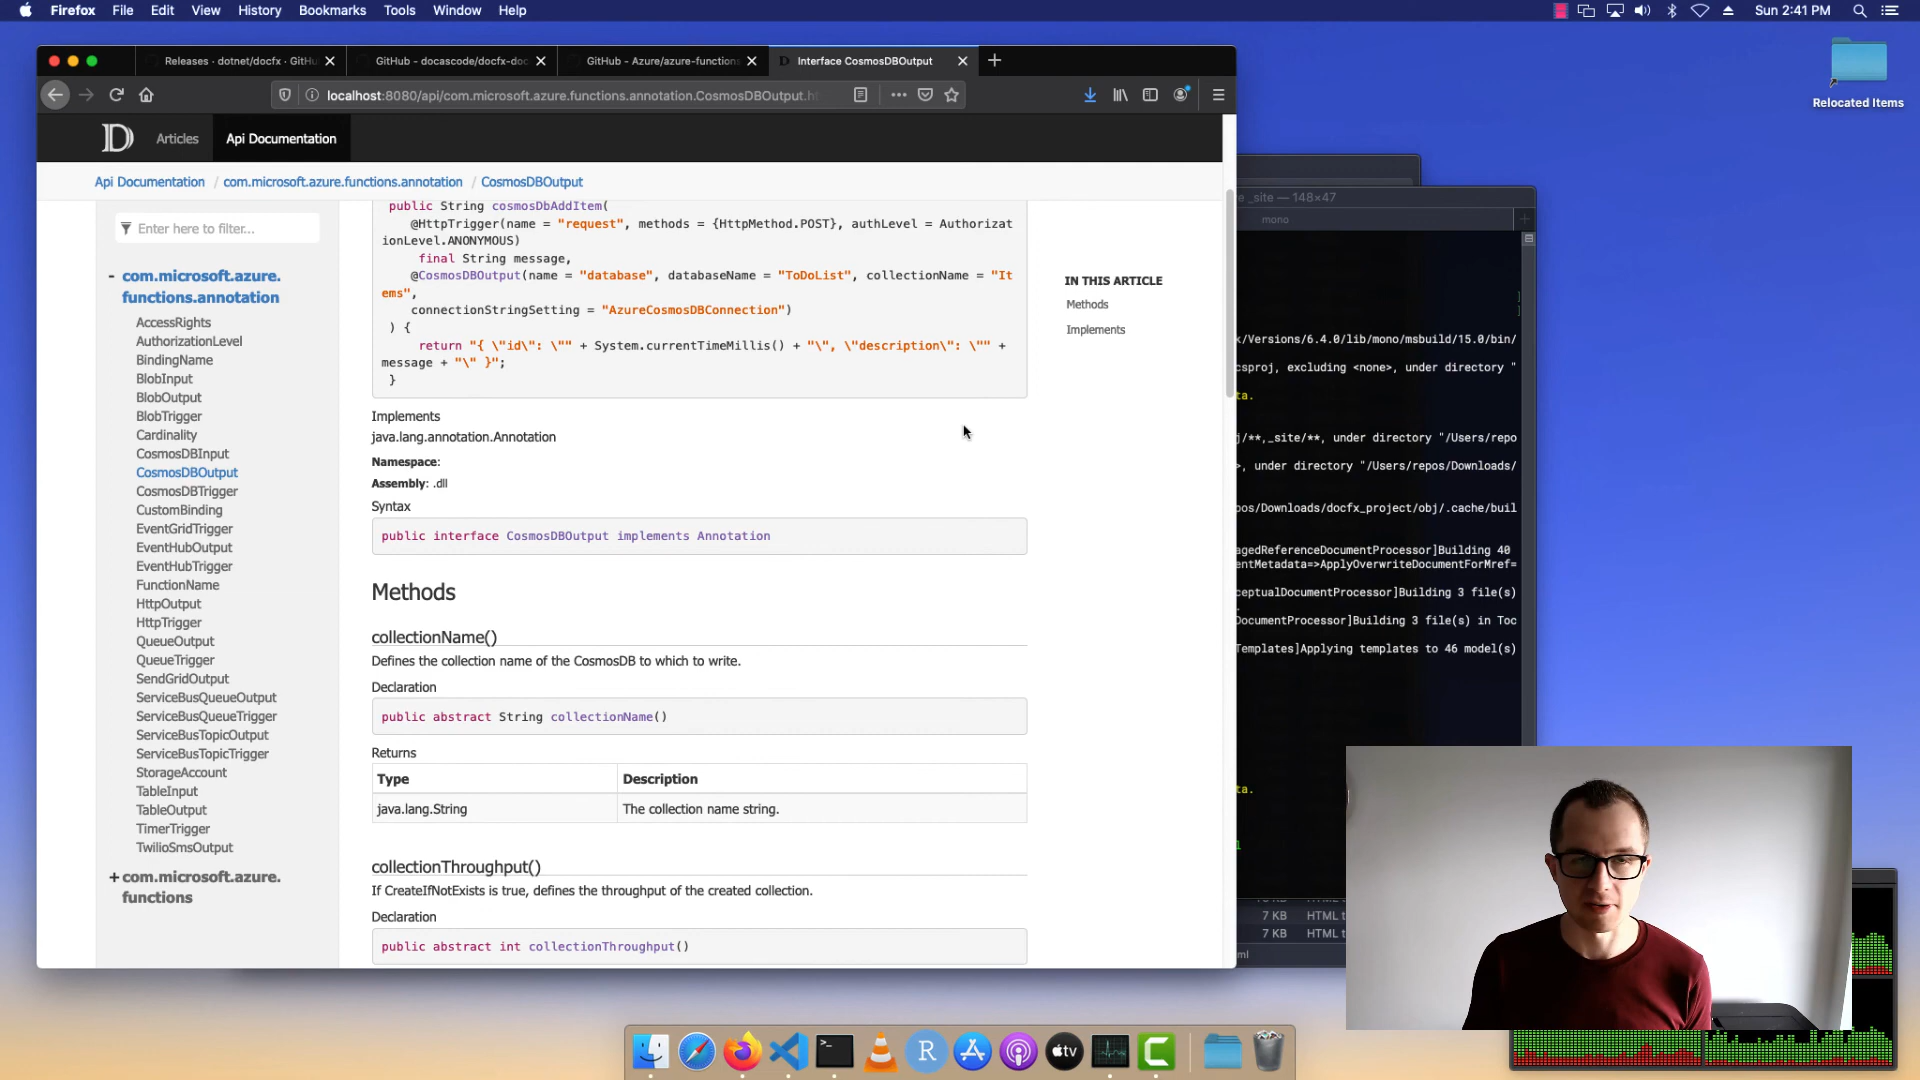 Firefox File Edit View History Bookmarks Tools Window Help
Sun 2:41 PM
Relocated Items
Releases · dotnet/docfx · GitHu
GitHub - docascode/docfx-doc
GitHub - Azure/azure-functions
Interface CosmosDBOutput
localhost:8080/api/com.microsoft.azure.functions.annotation.CosmosDBOutput.h
Articles
Api Documentation
Api Documentation / com.microsoft.azure.functions.annotation / CosmosDBOutput
Enter here to filter...
- com.microsoft.azure.
functions.annotation
AccessRights
AuthorizationLevel
BindingName
BlobInput
BlobOutput
BlobTrigger
Cardinality
CosmosDBInput
CosmosDBOutput
CosmosDBTrigger
CustomBinding
EventGridTrigger
EventHubOutput
EventHubTrigger
FunctionName
HttpOutput
HttpTrigger
QueueOutput
QueueTrigger
SendGridOutput
ServiceBusQueueOutput
ServiceBusQueueTrigger
ServiceBusTopicOutput
ServiceBusTopicTrigger
StorageAccount
TableInput
TableOutput
TimerTrigger
TwilioSmsOutput
+ com.microsoft.azure.
functions
public String cosmosDbAddItem(
@HttpTrigger(name = "request", methods = {HttpMethod.POST}, authLevel = Authorizat
ionLevel.ANONYMOUS)
final String message,
@CosmosDBOutput(name = "database", databaseName = "ToDoList", collectionName = "It
ems",
connectionStringSetting = "AzureCosmosDBConnection")
) {
return "{ \"id\": \"" + System.currentTimeMillis() + "\", \"description\": \"" +
message + "\" }";
}
Implements
java.lang.annotation.Annotation
Namespace:
Assembly: .dll
Syntax
public interface CosmosDBOutput implements Annotation
Methods
collectionName()
Defines the collection name of the CosmosDB to which to write.
Declaration
public abstract String collectionName()
Returns
Type Description
java.lang.String The collection name string.
collectionThroughput()
If CreateIfNotExists is true, defines the throughput of the created collection.
Declaration
public abstract int collectionThroughput()
IN THIS ARTICLE
Methods
Implements
e _site — 148×47
mono
k/Versions/6.4.0/lib/mono/msbuild/15.0/bin/
csproj, excluding <none>, under directory "
ta.
j/**,_site/**, under directory "/Users/repo
>, under directory "/Users/repos/Downloads/
pos/Downloads/docfx_project/obj/.cache/buil
agedReferenceDocumentProcessor]Building 40
entMetadata=>ApplyOverwriteDocumentForMref=
ceptualDocumentProcessor]Building 3 file(s)
DocumentProcessor]Building 3 file(s) in Toc
Templates]Applying templates to 46 model(s)
ta.
7 KB HTML t
7 KB HTML t
ml
R
tv